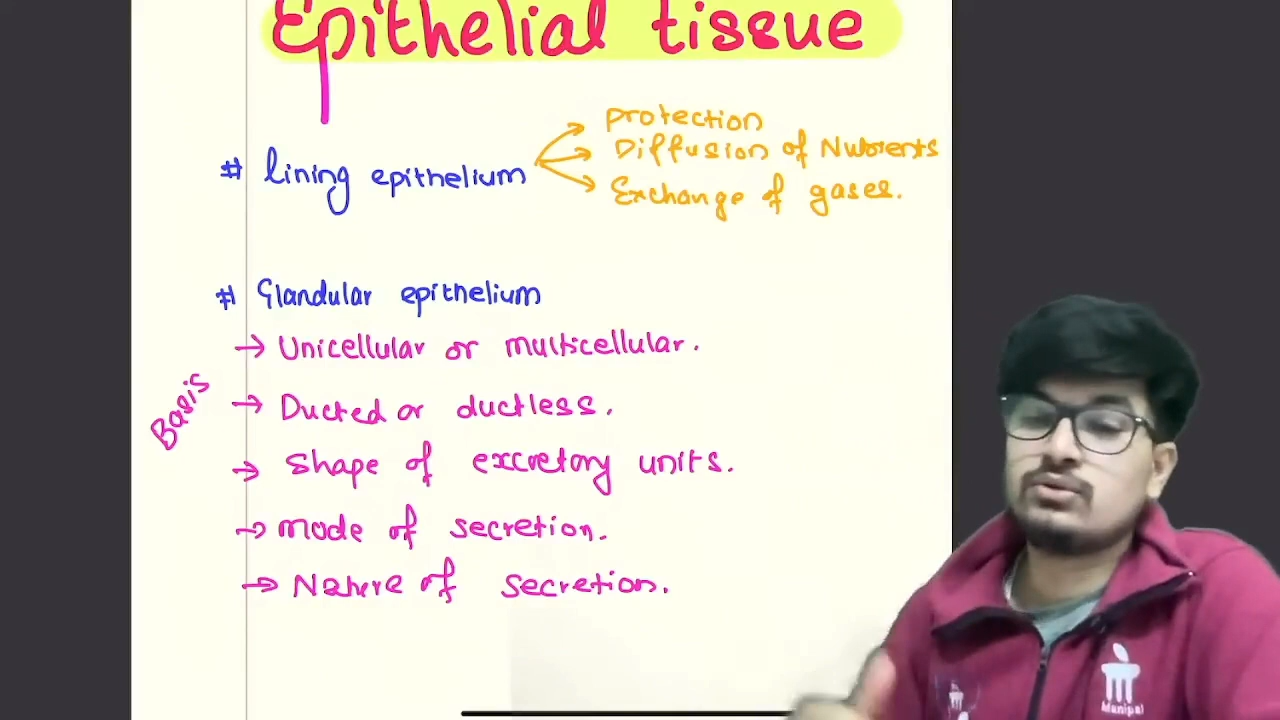 Epithelial tissue
# Lining epithelium
Protection
Diffusion of Nutrients
Exchange of gases.
# Glandular epithelium
Basis
→ Unicellular or multicellular.
→ Ducted or ductless.
→ Shape of excretory units.
→ Mode of secretion.
→ Nature of secretion.
Manipal